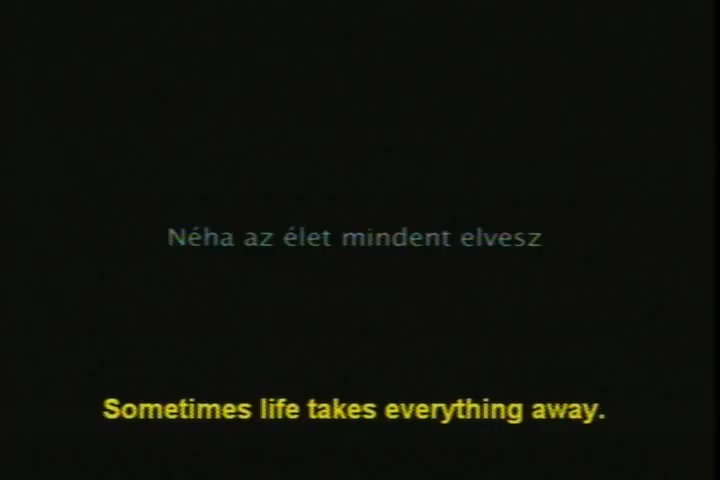 Néha az élet mindent elvesz
Sometimes life takes everything away.